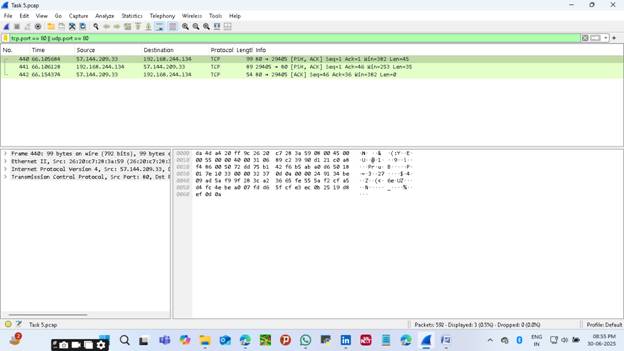 Task 5.pcap
File Edit View Go Capture Analyze Statistics Telephony Wireless Tools Help
tcp.port == 80 || udp.port == 80
No. Time Source Destination Protocol Length Info
440 66.105684 57.144.209.33 192.168.244.134 TCP 99 80 → 29405 [PSH, ACK] Seq=1 Ack=1 Win=382 Len=45
441 66.106128 192.168.244.134 57.144.209.33 TCP 89 29405 → 80 [PSH, ACK] Seq=1 Ack=46 Win=253 Len=35
442 66.154374 57.144.209.33 192.168.244.134 TCP 54 80 → 29405 [ACK] Seq=46 Ack=36 Win=382 Len=0
Frame 440: 99 bytes on wire (792 bits), 99 bytes c
Ethernet II, Src: 26:20:c7:28:3a:59 (26:20:c7:28:3
Internet Protocol Version 4, Src: 57.144.209.33,
Transmission Control Protocol, Src Port: 80, Dst
0000 da 4d a4 20 ff 9c 26 20 c7 28 3a 59 08 00 45 00
0010 00 55 00 00 40 00 31 06 89 c2 39 90 d1 21 c0 a8
0020 f4 86 00 50 72 dd 75 b1 42 f6 b5 ab a0 d6 50 18
0030 01 7e 10 33 00 00 32 37 0d 0a 00 00 24 91 34 be
0040 09 ad 5a f9 9f 28 3c a2 36 65 fe 55 5a f2 cf a5
0050 d4 fc 4e be a0 07 fd d6 5f cf e3 ec 0b 25 19 d8
0060 ef 0d 0a
Task 5.pcap
Packets: 592 · Displayed: 3 (0.5%) · Dropped: 0 (0.0%)
Profile: Default
ENG
IN
08:55 PM
30-06-2025